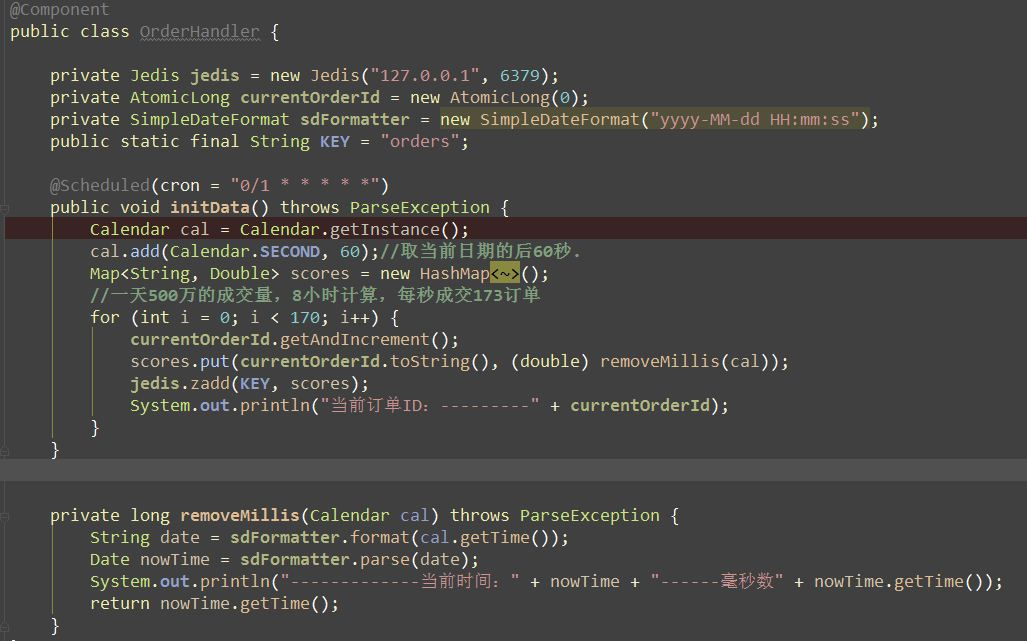 @Component
public class OrderHandler {
private Jedis jedis = new Jedis("127.0.0.1", 6379);
private AtomicLong currentOrderId = new AtomicLong(0);
private SimpleDateFormat sdFormatter = new SimpleDateFormat("yyyy-MM-dd HH:mm:ss");
public static final String KEY = "orders";
@Scheduled(cron = "0/1 * * * * *")
public void initData() throws ParseException {
Calendar cal = Calendar.getInstance();
cal.add(Calendar.SECOND, 60);//取当前日期的后60秒.
Map<String, Double> scores = new HashMap<~>();
//一天500万的成交量，8小时计算，每秒成交173订单
for (int i = 0; i < 170; i++) {
currentOrderId.getAndIncrement();
scores.put(currentOrderId.toString(), (double) removeMillis(cal));
jedis.zadd(KEY, scores);
System.out.println("当前订单ID：---------" + currentOrderId);
}
}
private long removeMillis(Calendar cal) throws ParseException {
String date = sdFormatter.format(cal.getTime());
Date nowTime = sdFormatter.parse(date);
System.out.println("-------------当前时间：" + nowTime + "------毫秒数" + nowTime.getTime());
return nowTime.getTime();
}